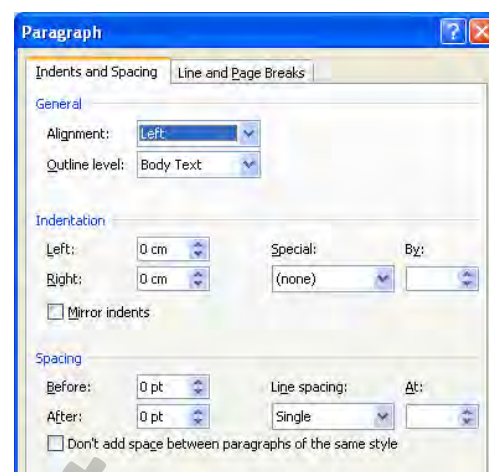 Paragraph
Indents and Spacing Line and Page Breaks
General
Alignment: Left
Outline level: Body Text
Indentation
Left: 0 cm Special: By:
Right: 0 cm (none)
Mirror indents
Spacing
Before: 0 pt Line spacing: At:
After: 0 pt Single
Don't add space between paragraphs of the same style